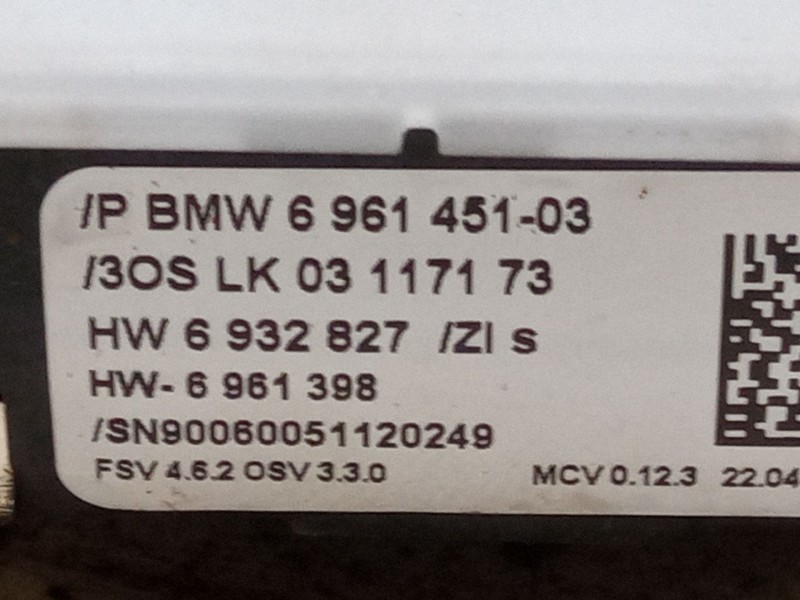 /P BMW 6 961 451-03
/3OS LK 03 1171 73
HW 6 932 827 /ZI s
HW- 6 961 398
/SN90060051120249
FSV 4.6.2 OSV 3.3.0 MCV 0.12.3 22.04